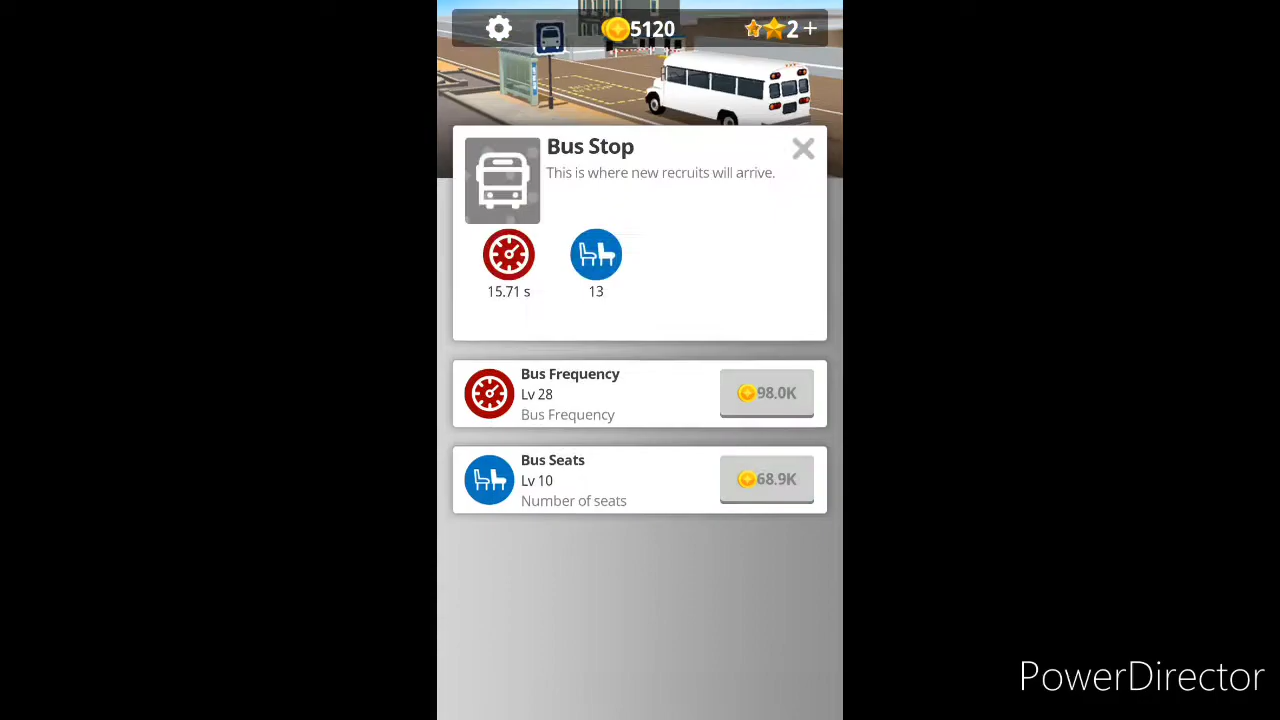 5120
2+
Bus Stop
This is where new recruits will arrive.
15.71 s
13
Bus Frequency
Lv 28
Bus Frequency
98.0K
Bus Seats
Lv 10
Number of seats
68.9K
PowerDirector